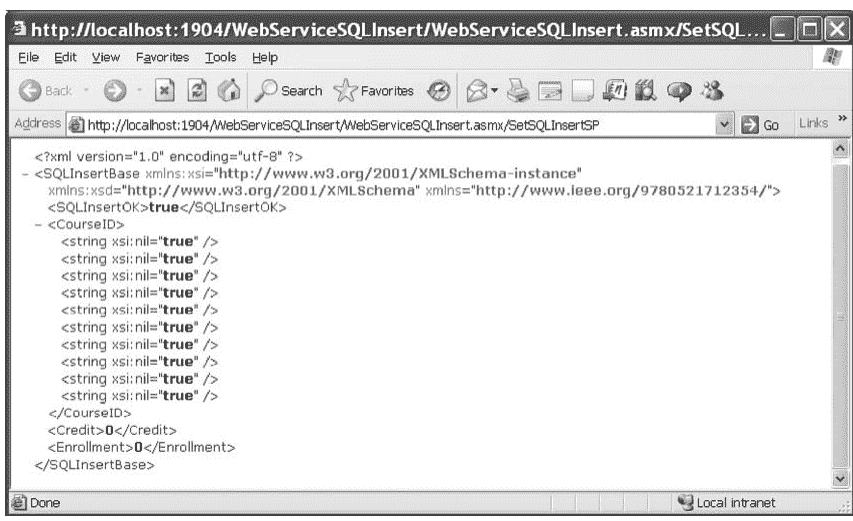 http://localhost:1904/WebServiceSQLInsert/WebServiceSQLInsert.asmx/SetSQL...
File Edit View Favorites Tools Help
Back Search Favorites
Address http://localhost:1904/WebServiceSQLInsert/WebServiceSQLInsert.asmx/SetSQLInsertSP Go Links »
<?xml version="1.0" encoding="utf-8" ?>
- <SQLInsertBase xmlns:xsi="http://www.w3.org/2001/XMLSchema-instance"
xmlns:xsd="http://www.w3.org/2001/XMLSchema" xmlns="http://www.ieee.org/9780521712354/">
<SQLInsertOK>true</SQLInsertOK>
- <CourseID>
<string xsi:nil="true" />
<string xsi:nil="true" />
<string xsi:nil="true" />
<string xsi:nil="true" />
<string xsi:nil="true" />
<string xsi:nil="true" />
<string xsi:nil="true" />
<string xsi:nil="true" />
<string xsi:nil="true" />
<string xsi:nil="true" />
</CourseID>
<Credit>0</Credit>
<Enrollment>0</Enrollment>
</SQLInsertBase>
Done Local intranet